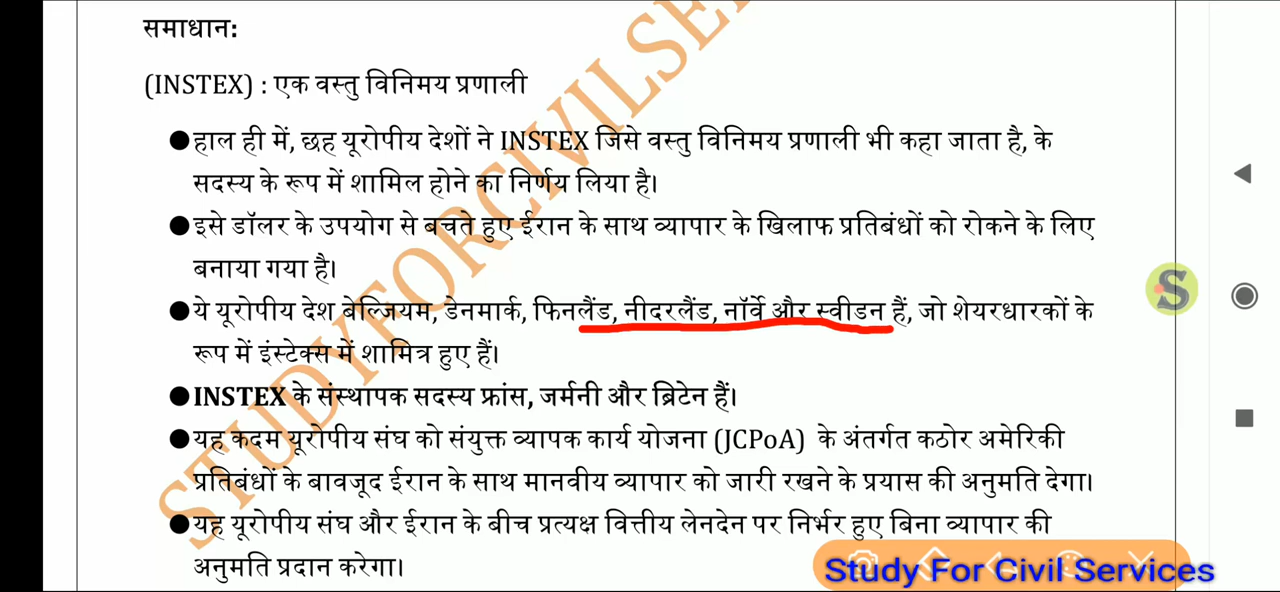 समाधान:
(INSTEX) : एक वस्तु विनिमय प्रणाली
●हाल ही में, छह यूरोपीय देशों ने INSTEX जिसे वस्तु विनिमय प्रणाली भी कहा जाता है, के
सदस्य के रूप में शामिल होने का निर्णय लिया है।
●इसे डॉलर के उपयोग से बचते हुए ईरान के साथ व्यापार के खिलाफ प्रतिबंधों को रोकने के लिए
बनाया गया है।
●ये यूरोपीय देश बेल्जियम, डेनमार्क, फिनलैंड, नीदरलैंड, नॉर्वे और स्वीडन हैं, जो शेयरधारकों के
रूप में इंस्टेक्स में शामित्र हुए हैं।
●INSTEX के संस्थापक सदस्य फ्रांस, जर्मनी और ब्रिटेन हैं।
●यह कदम यूरोपीय संघ को संयुक्त व्यापक कार्य योजना (JCPoA) के अंतर्गत कठोर अमेरिकी
प्रतिबंधों के बावजूद ईरान के साथ मानवीय व्यापार को जारी रखने के प्रयास की अनुमति देगा।
●यह यूरोपीय संघ और ईरान के बीच प्रत्यक्ष वित्तीय लेनदेन पर निर्भर हुए बिना व्यापार की
अनुमति प्रदान करेगा।
STUDYFORCIVILSE
S
Study For Civil Services